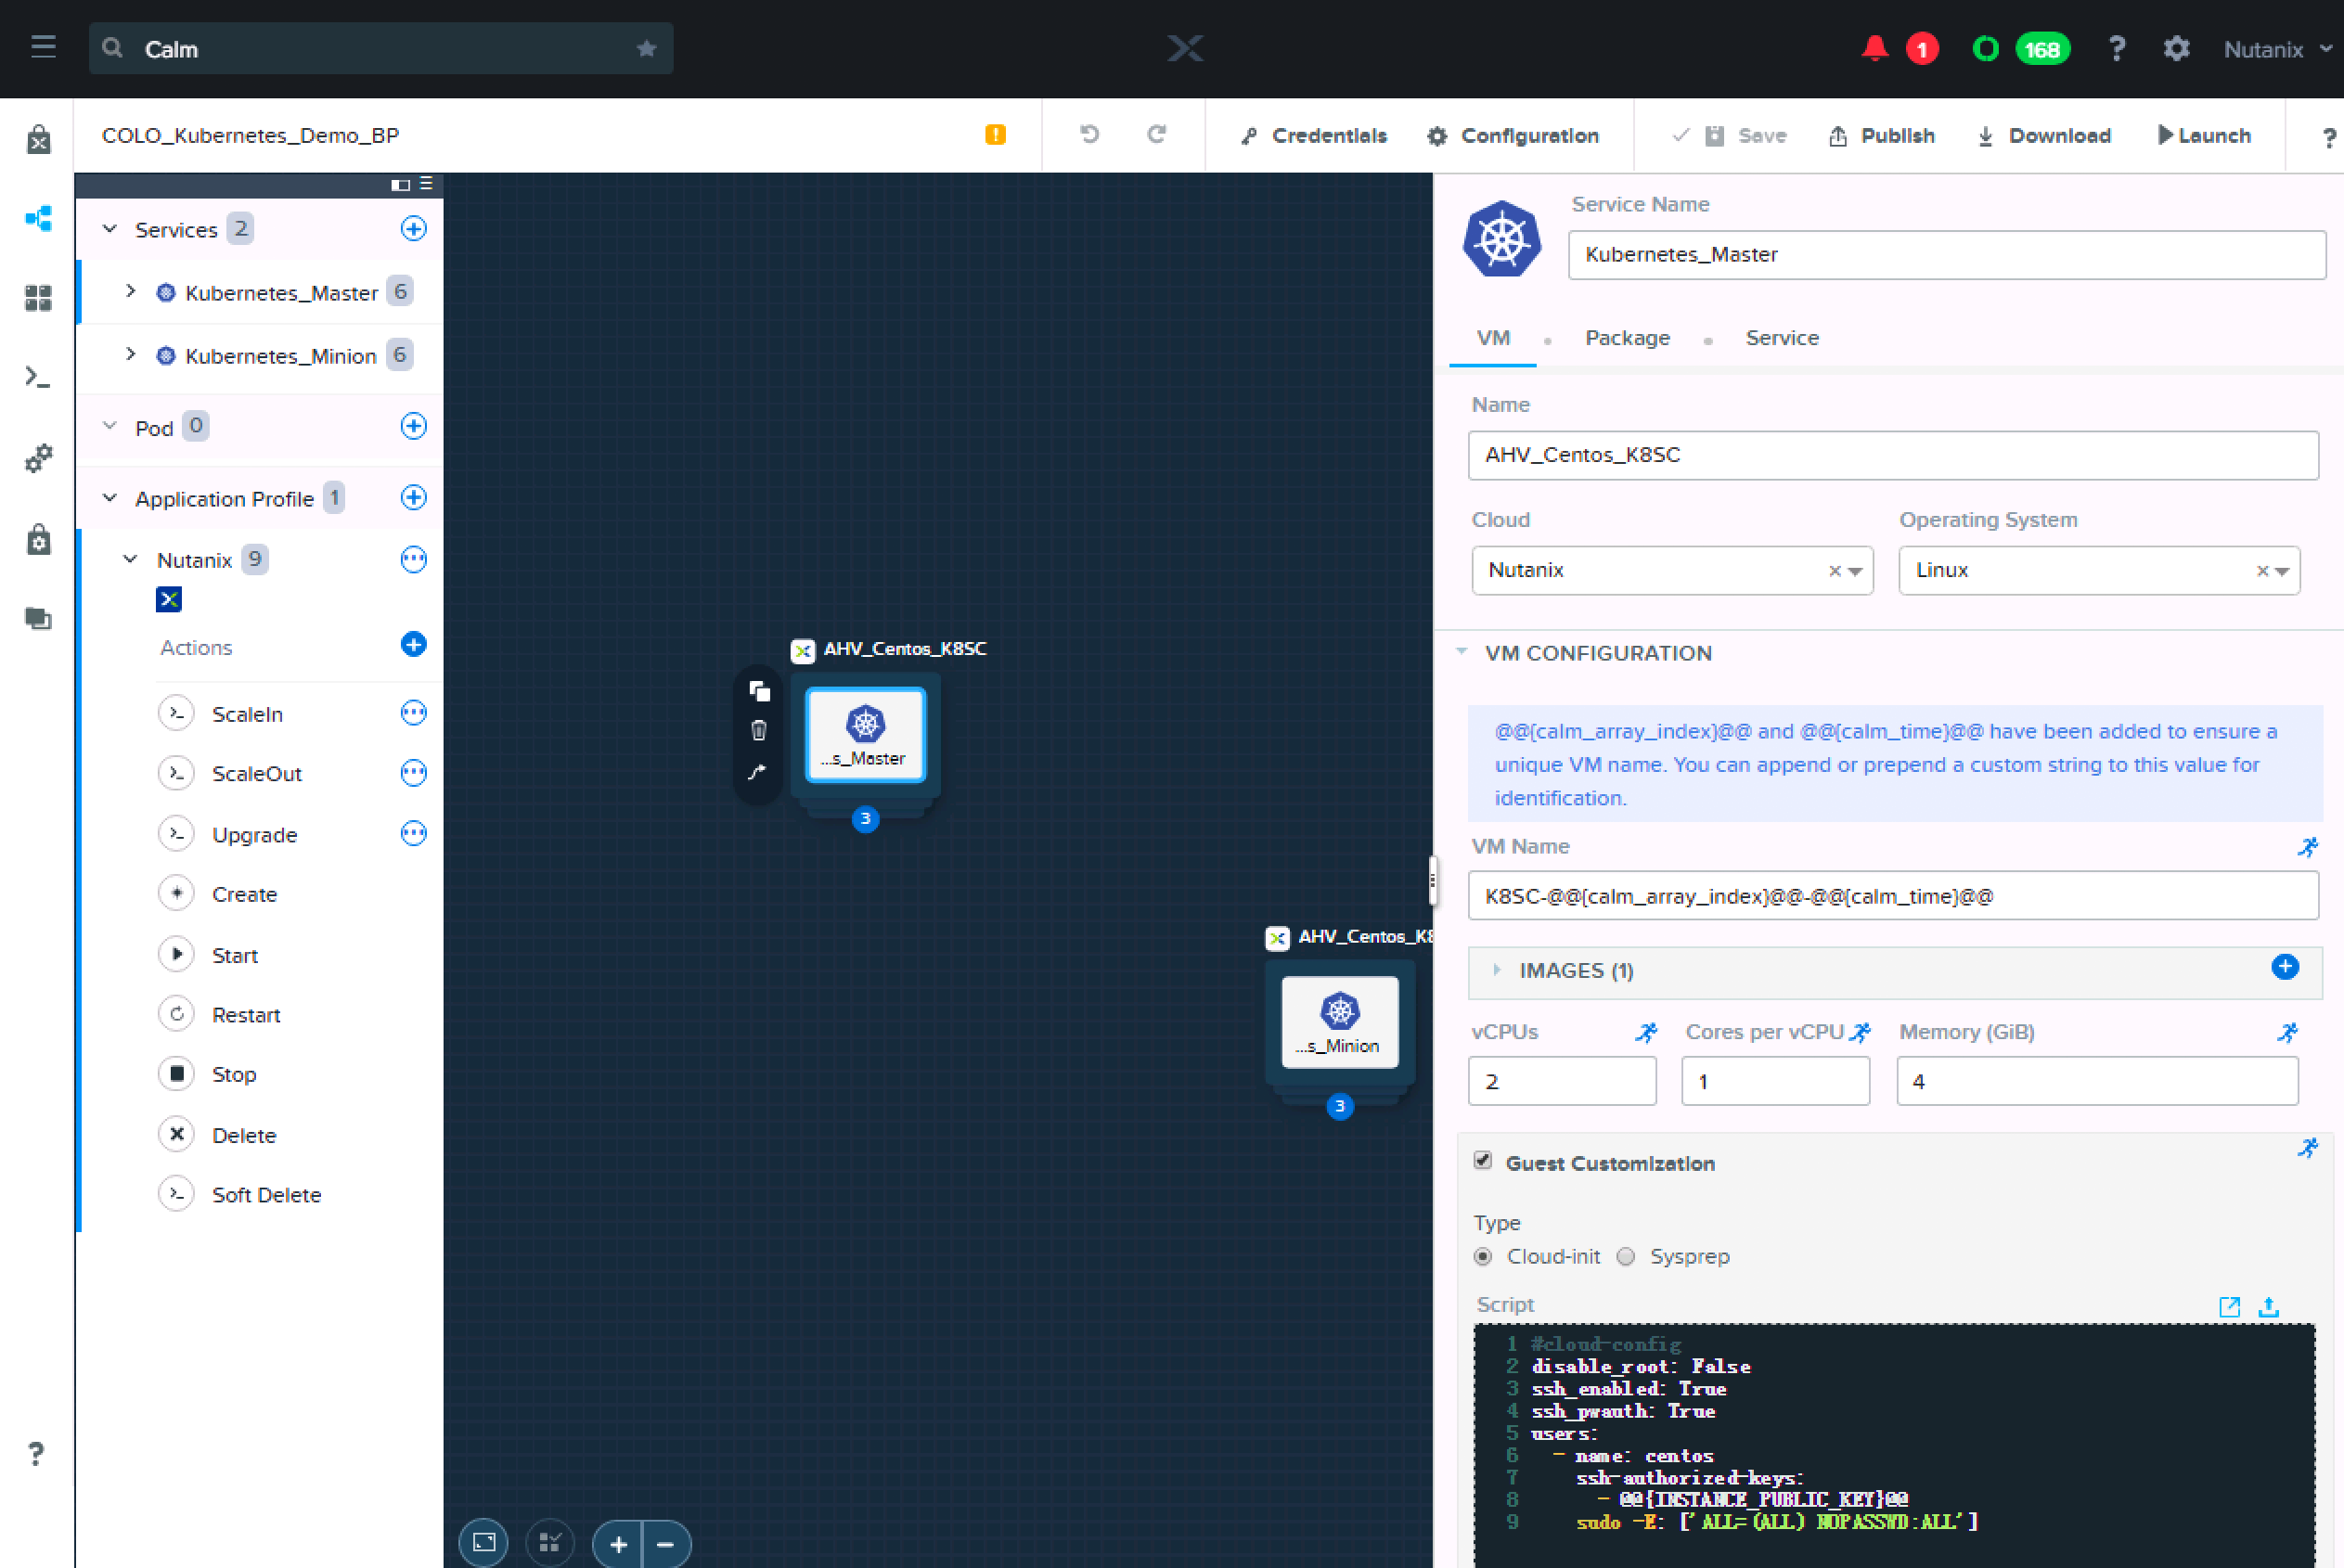 Calm
1
168
?
Nutanix
COLO_Kubernetes_Demo_BP
!
Credentials
Configuration
Save
Publish
Download
Launch
?
Services 2
Kubernetes_Master 6
Kubernetes_Minion 6
Pod 0
Application Profile 1
Nutanix 9
Actions
ScaleIn
ScaleOut
Upgrade
Create
Start
Restart
Stop
Delete
Soft Delete
?
AHV_Centos_K8SC
...s_Master
3
AHV_Centos_K8
...s_Minion
3
Service Name
Kubernetes_Master
VM
Package
Service
Name
AHV_Centos_K8SC
Cloud
Operating System
Nutanix
Linux
VM CONFIGURATION
@@{calm_array_index}@@ and @@{calm_time}@@ have been added to ensure a
unique VM name. You can append or prepend a custom string to this value for
identification.
VM Name
K8SC-@@{calm_array_index}@@-@@{calm_time}@@
IMAGES (1)
vCPUs
Cores per vCPU
Memory (GiB)
2
1
4
Guest Customization
Type
Cloud-init
Sysprep
Script
1 #cloud-config
2 disable_root: False
3 ssh_enabled: True
4 ssh_pwauth: True
5 users:
6 - name: centos
7 ssh-authorized-keys:
8 - @@{INSTANCE_PUBLIC_KEY}@@
9 sudo -E: ['ALL=(ALL) NOPASSWD:ALL']